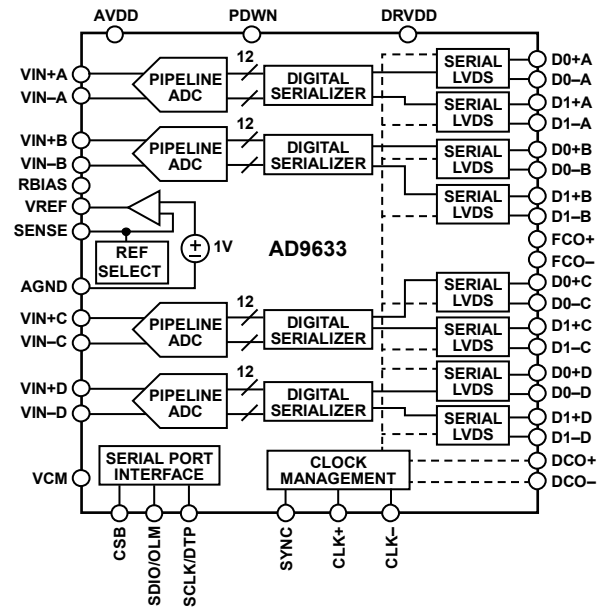 AVDD PDWN DRVDD
VIN+A
VIN–A
PIPELINE
ADC
12
DIGITAL
SERIALIZER
SERIAL
LVDS
D0+A
D0–A
SERIAL
LVDS
D1+A
D1–A
VIN+B
VIN–B
PIPELINE
ADC
12
DIGITAL
SERIALIZER
SERIAL
LVDS
D0+B
D0–B
SERIAL
LVDS
D1+B
D1–B
RBIAS
VREF
SENSE
REF
SELECT
1V
AD9633
FCO+
FCO–
AGND
VIN+C
VIN–C
PIPELINE
ADC
12
DIGITAL
SERIALIZER
SERIAL
LVDS
D0+C
D0–C
SERIAL
LVDS
D1+C
D1–C
VIN+D
VIN–D
PIPELINE
ADC
12
DIGITAL
SERIALIZER
SERIAL
LVDS
D0+D
D0–D
SERIAL
LVDS
D1+D
D1–D
VCM
SERIAL PORT
INTERFACE
CLOCK
MANAGEMENT
DCO+
DCO–
CSB
SDIO/OLM
SCLK/DTP
SYNC
CLK+
CLK–